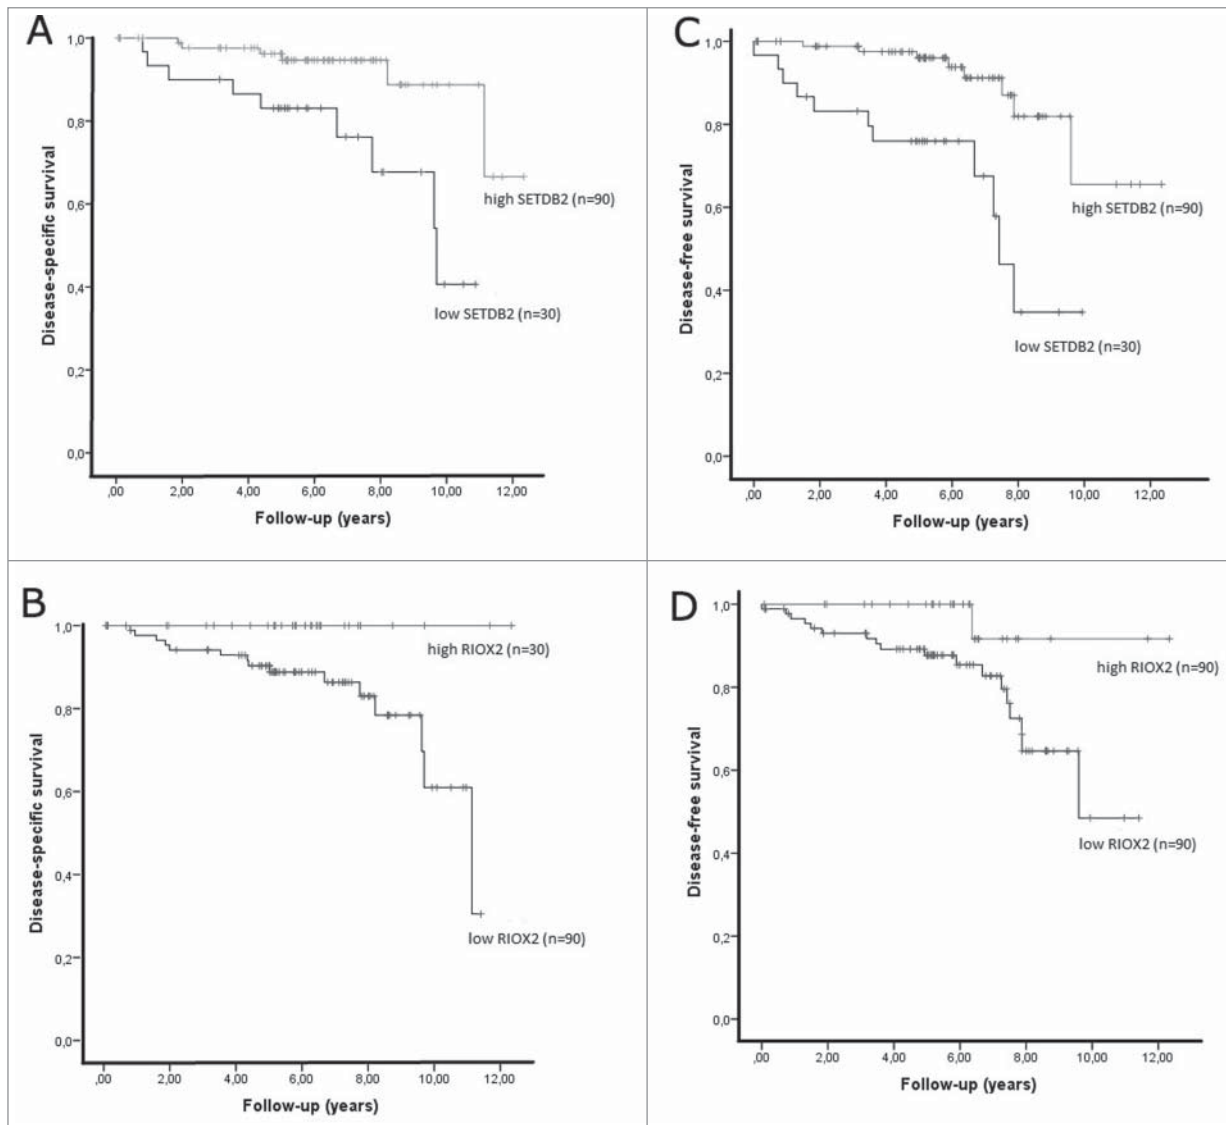 A
1,0
0,8
0,6
0,4
0,2
0,0
Disease-specific survival
high SETDB2 (n=90)
low SETDB2 (n=30)
,00 2,00 4,00 6,00 8,00 10,00 12,00
Follow-up (years)
C
1,0
0,8
0,6
0,4
0,2
0,0
Disease-free survival
high SETDB2 (n=90)
low SETDB2 (n=30)
,00 2,00 4,00 6,00 8,00 10,00 12,00
Follow-up (years)
B
1,0
0,8
0,6
0,4
0,2
0,0
Disease-specific survival
high RIOX2 (n=30)
low RIOX2 (n=90)
,00 2,00 4,00 6,00 8,00 10,00 12,00
Follow-up (years)
D
1,0
0,8
0,6
0,4
0,2
0,0
Disease-free survival
high RIOX2 (n=90)
low RIOX2 (n=90)
,00 2,00 4,00 6,00 8,00 10,00 12,00
Follow-up (years)